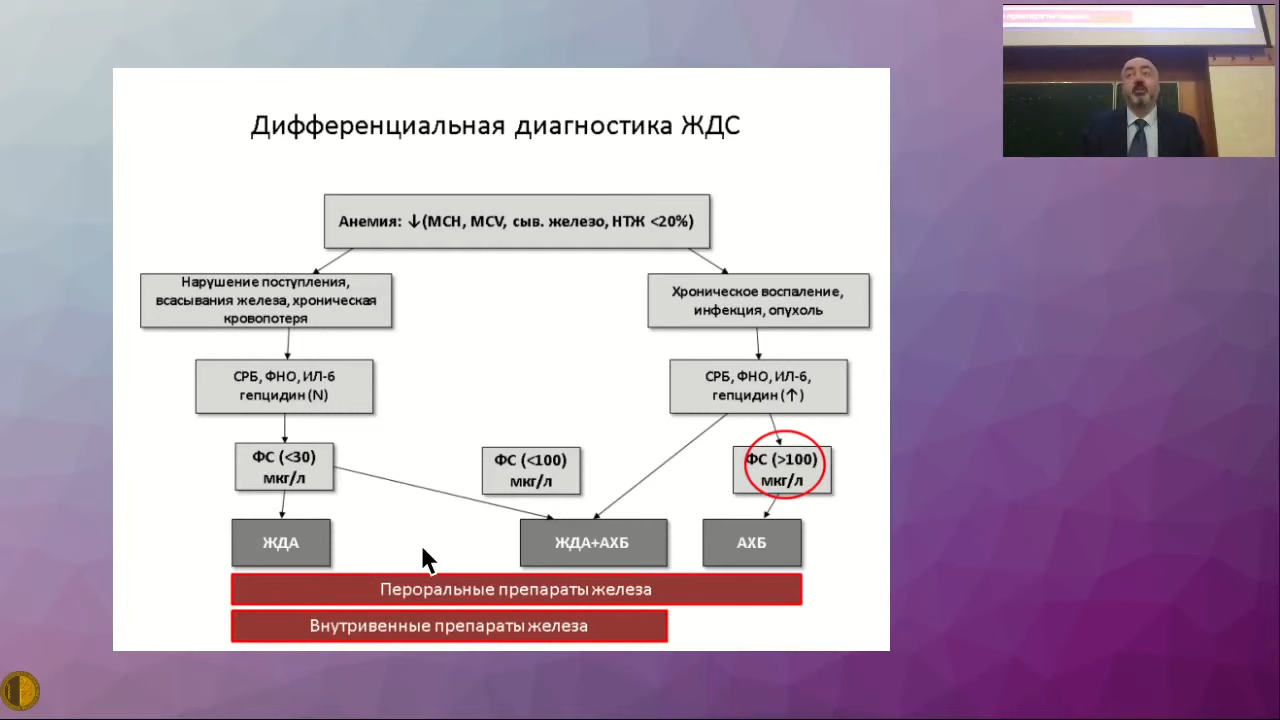 Дифференциальная диагностика ЖДС
Анемия: ↓(MCH, MCV, сыв. железо, НТЖ <20%)
Нарушение поступления,
всасывания железа, хроническая
кровопотеря
Хроническое воспаление,
инфекция, опухоль
СРБ, ФНО, ИЛ-6
гепцидин (N)
СРБ, ФНО, ИЛ-6,
гепцидин (↑)
ФС (<30)
мкг/л
ФС (<100)
мкг/л
ФС (>100)
мкг/л
ЖДА
ЖДА+АХБ
АХБ
Пероральные препараты железа
Внутривенные препараты железа